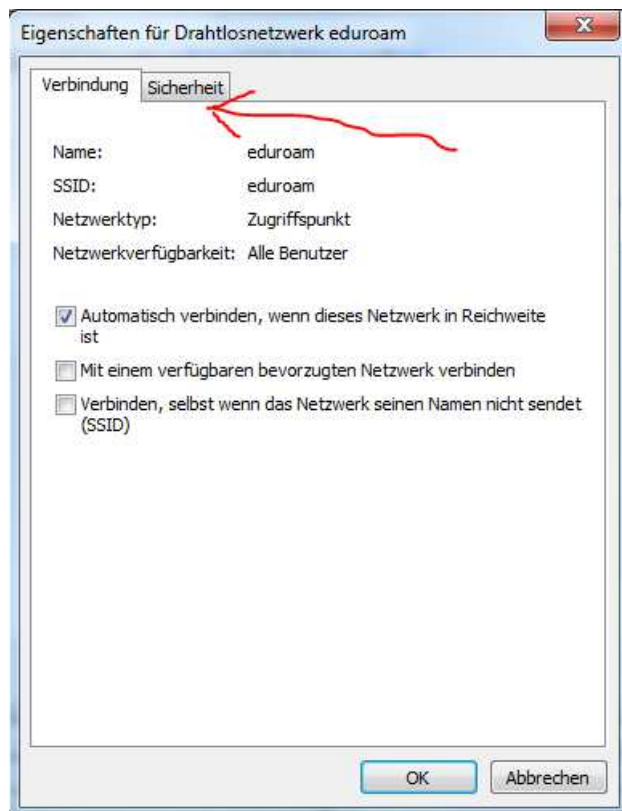 Eigenschaften für Drahtlosnetzwerk eduroam
Verbindung Sicherheit
Name: eduroam
SSID: eduroam
Netzwerktyp: Zugriffspunkt
Netzwerkverfügbarkeit: Alle Benutzer
Automatisch verbinden, wenn dieses Netzwerk in Reichweite
ist
Mit einem verfügbaren bevorzugten Netzwerk verbinden
Verbinden, selbst wenn das Netzwerk seinen Namen nicht sendet
(SSID)
OK Abbrechen